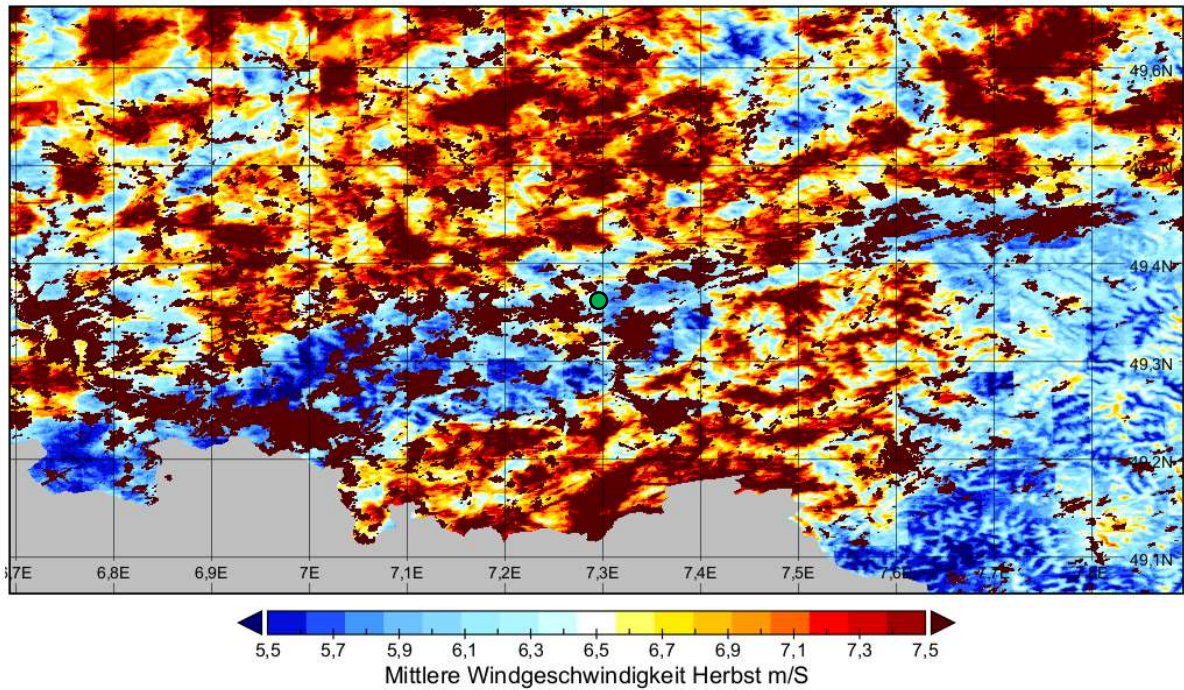 49,6N
49,4N
49,3N
49,2N
49,1N
6,8E 6,9E 7E 7,1E 7,2E 7,3E 7,4E 7,5E
5,5 5,7 5,9 6,1 6,3 6,5 6,7 6,9 7,1 7,3 7,5
Mittlere Windgeschwindigkeit Herbst m/S